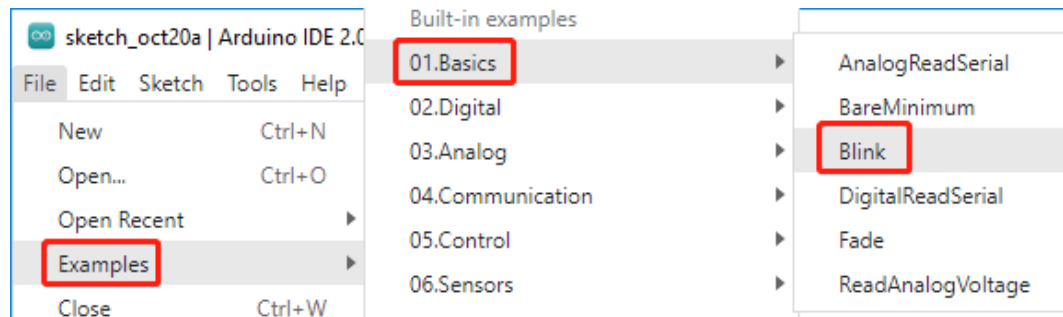 sketch_oct20a | Arduino IDE 2.0
File Edit Sketch Tools Help
New Ctrl+N
Open... Ctrl+O
Open Recent
Examples
Close Ctrl+W
Built-in examples
01.Basics
02.Digital
03.Analog
04.Communication
05.Control
06.Sensors
AnalogReadSerial
BareMinimum
Blink
DigitalReadSerial
Fade
ReadAnalogVoltage